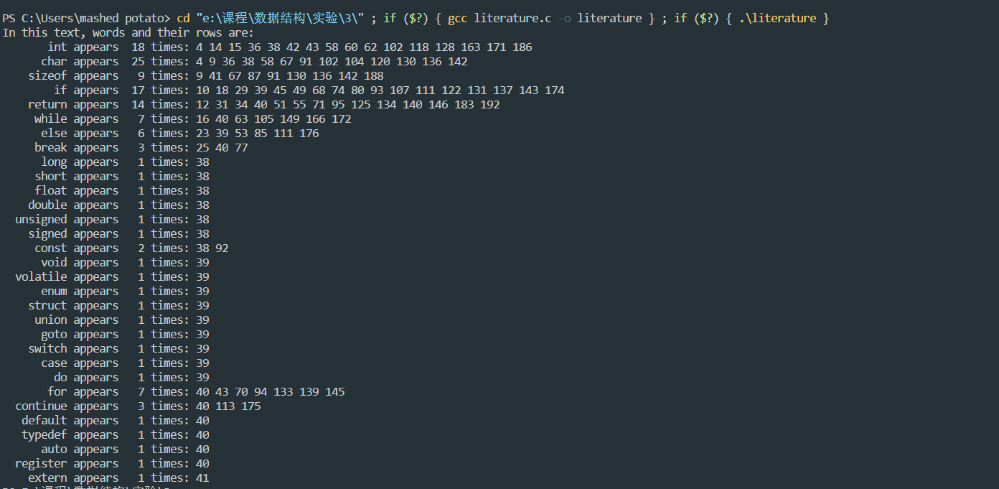 PS C:\Users\mashed potato> cd "e:\课程\数据结构\实验\3\" ; if ($?) { gcc literature.c -o literature } ; if ($?) { .\literature }
In this text, words and their rows are:
int appears 18 times: 4 14 15 36 38 42 43 58 60 62 102 118 128 163 171 186
char appears 25 times: 4 9 36 38 58 67 91 102 104 120 130 136 142
sizeof appears 9 times: 9 41 67 87 91 130 136 142 188
if appears 17 times: 10 18 29 39 45 49 68 74 80 93 107 111 122 131 137 143 174
return appears 14 times: 12 31 34 40 51 55 71 95 125 134 140 146 183 192
while appears 7 times: 16 40 63 105 149 166 172
else appears 6 times: 23 39 53 85 111 176
break appears 3 times: 25 40 77
long appears 1 times: 38
short appears 1 times: 38
float appears 1 times: 38
double appears 1 times: 38
unsigned appears 1 times: 38
signed appears 1 times: 38
const appears 2 times: 38 92
void appears 1 times: 39
volatile appears 1 times: 39
enum appears 1 times: 39
struct appears 1 times: 39
union appears 1 times: 39
goto appears 1 times: 39
switch appears 1 times: 39
case appears 1 times: 39
do appears 1 times: 39
for appears 7 times: 40 43 70 94 133 139 145
continue appears 3 times: 40 113 175
default appears 1 times: 40
typedef appears 1 times: 40
auto appears 1 times: 40
register appears 1 times: 40
extern appears 1 times: 41